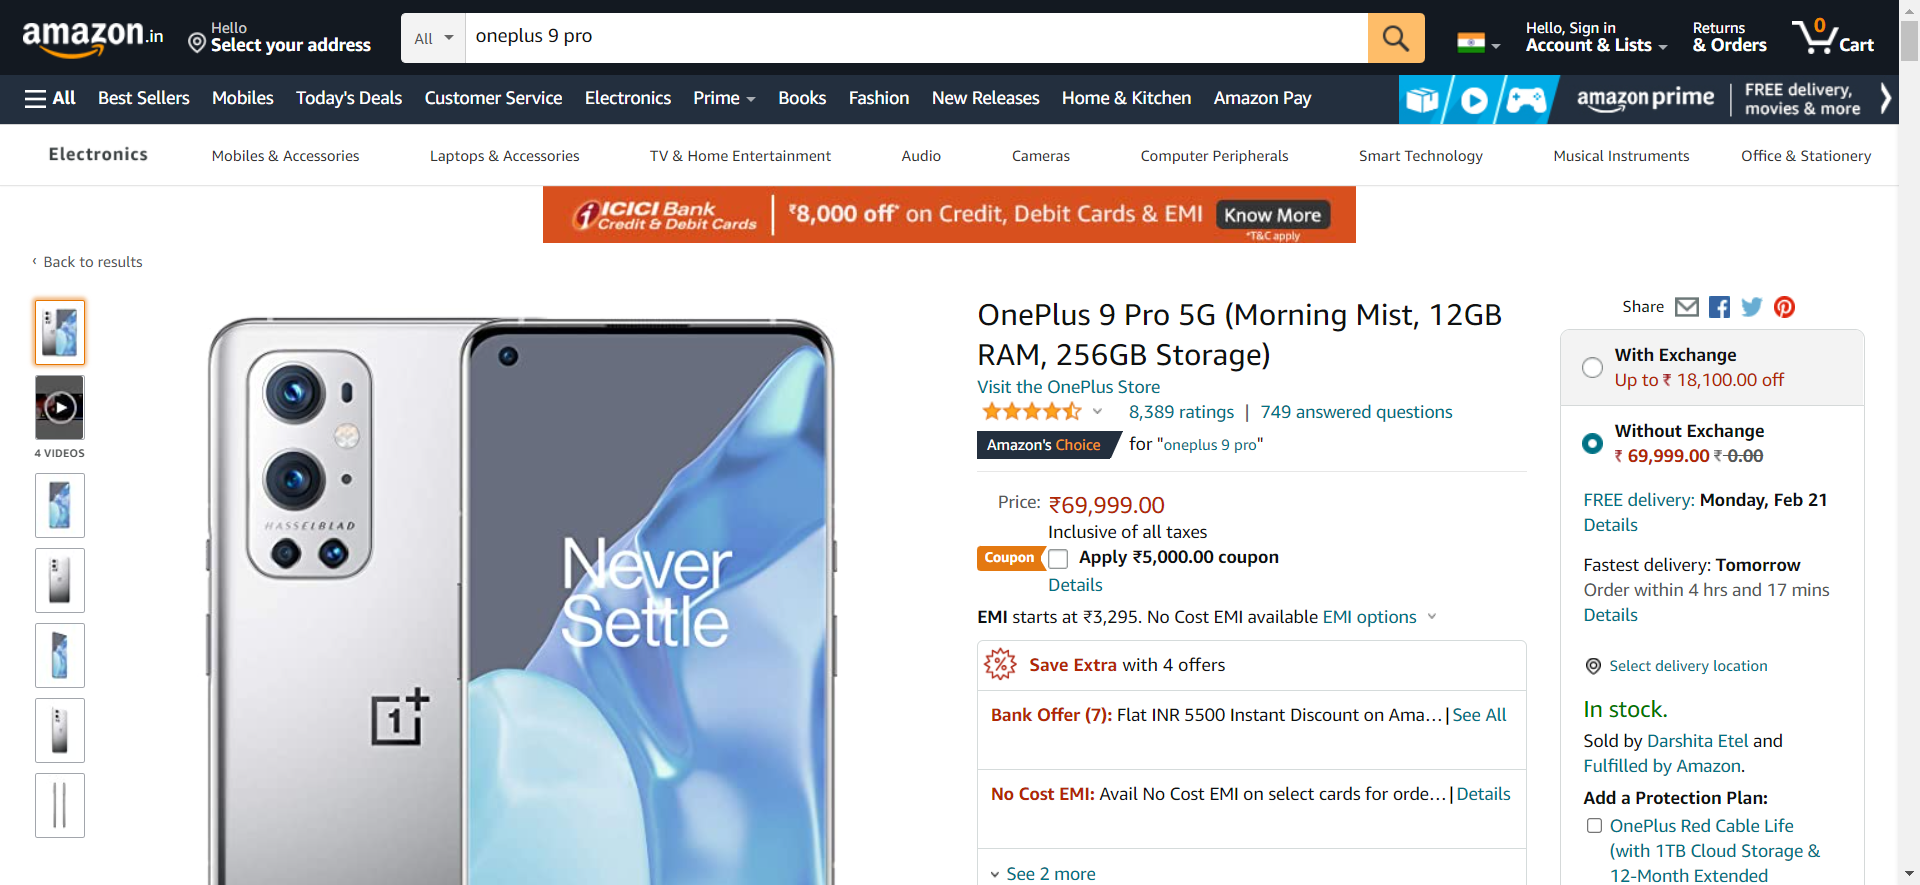 amazon.in
Hello
Select your address
All
oneplus 9 pro
Hello, Sign in
Account & Lists
Returns
& Orders
0
Cart
All
Best Sellers
Mobiles
Today's Deals
Customer Service
Electronics
Prime
Books
Fashion
New Releases
Home & Kitchen
Amazon Pay
amazon prime
FREE delivery,
movies & more
Electronics
Mobiles & Accessories
Laptops & Accessories
TV & Home Entertainment
Audio
Cameras
Computer Peripherals
Smart Technology
Musical Instruments
Office & Stationery
ICICI Bank
Credit & Debit Cards
₹8,000 off* on Credit, Debit Cards & EMI
Know More
*T&C apply
‹ Back to results
4 VIDEOS
HASSELBLAD
1+
Never
Settle
OnePlus 9 Pro 5G (Morning Mist, 12GB
RAM, 256GB Storage)
Visit the OnePlus Store
8,389 ratings | 749 answered questions
Amazon's Choice for "oneplus 9 pro"
Price: ₹69,999.00
Inclusive of all taxes
Coupon Apply ₹5,000.00 coupon
Details
EMI starts at ₹3,295. No Cost EMI available EMI options
Save Extra with 4 offers
Bank Offer (7): Flat INR 5500 Instant Discount on Ama… | See All
No Cost EMI: Avail No Cost EMI on select cards for orde… | Details
See 2 more
Share
With Exchange
Up to ₹ 18,100.00 off
Without Exchange
₹ 69,999.00 ₹ 0.00
FREE delivery: Monday, Feb 21
Details
Fastest delivery: Tomorrow
Order within 4 hrs and 17 mins
Details
Select delivery location
In stock.
Sold by Darshita Etel and
Fulfilled by Amazon.
Add a Protection Plan:
OnePlus Red Cable Life
(with 1TB Cloud Storage &
12-Month Extended